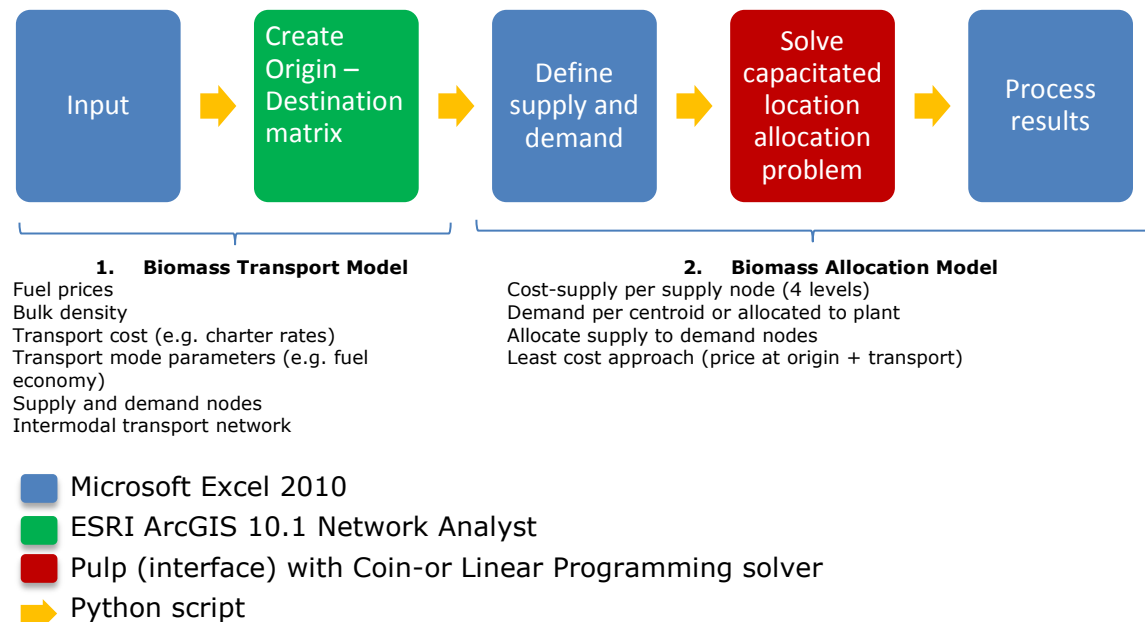 Input
Create
Origin –
Destination
matrix
Define
supply and
demand
Solve
capacitated
location
allocation
problem
Process
results
1. Biomass Transport Model
Fuel prices
Bulk density
Transport cost (e.g. charter rates)
Transport mode parameters (e.g. fuel
economy)
Supply and demand nodes
Intermodal transport network
2. Biomass Allocation Model
Cost-supply per supply node (4 levels)
Demand per centroid or allocated to plant
Allocate supply to demand nodes
Least cost approach (price at origin + transport)
Microsoft Excel 2010
ESRI ArcGIS 10.1 Network Analyst
Pulp (interface) with Coin-or Linear Programming solver
Python script